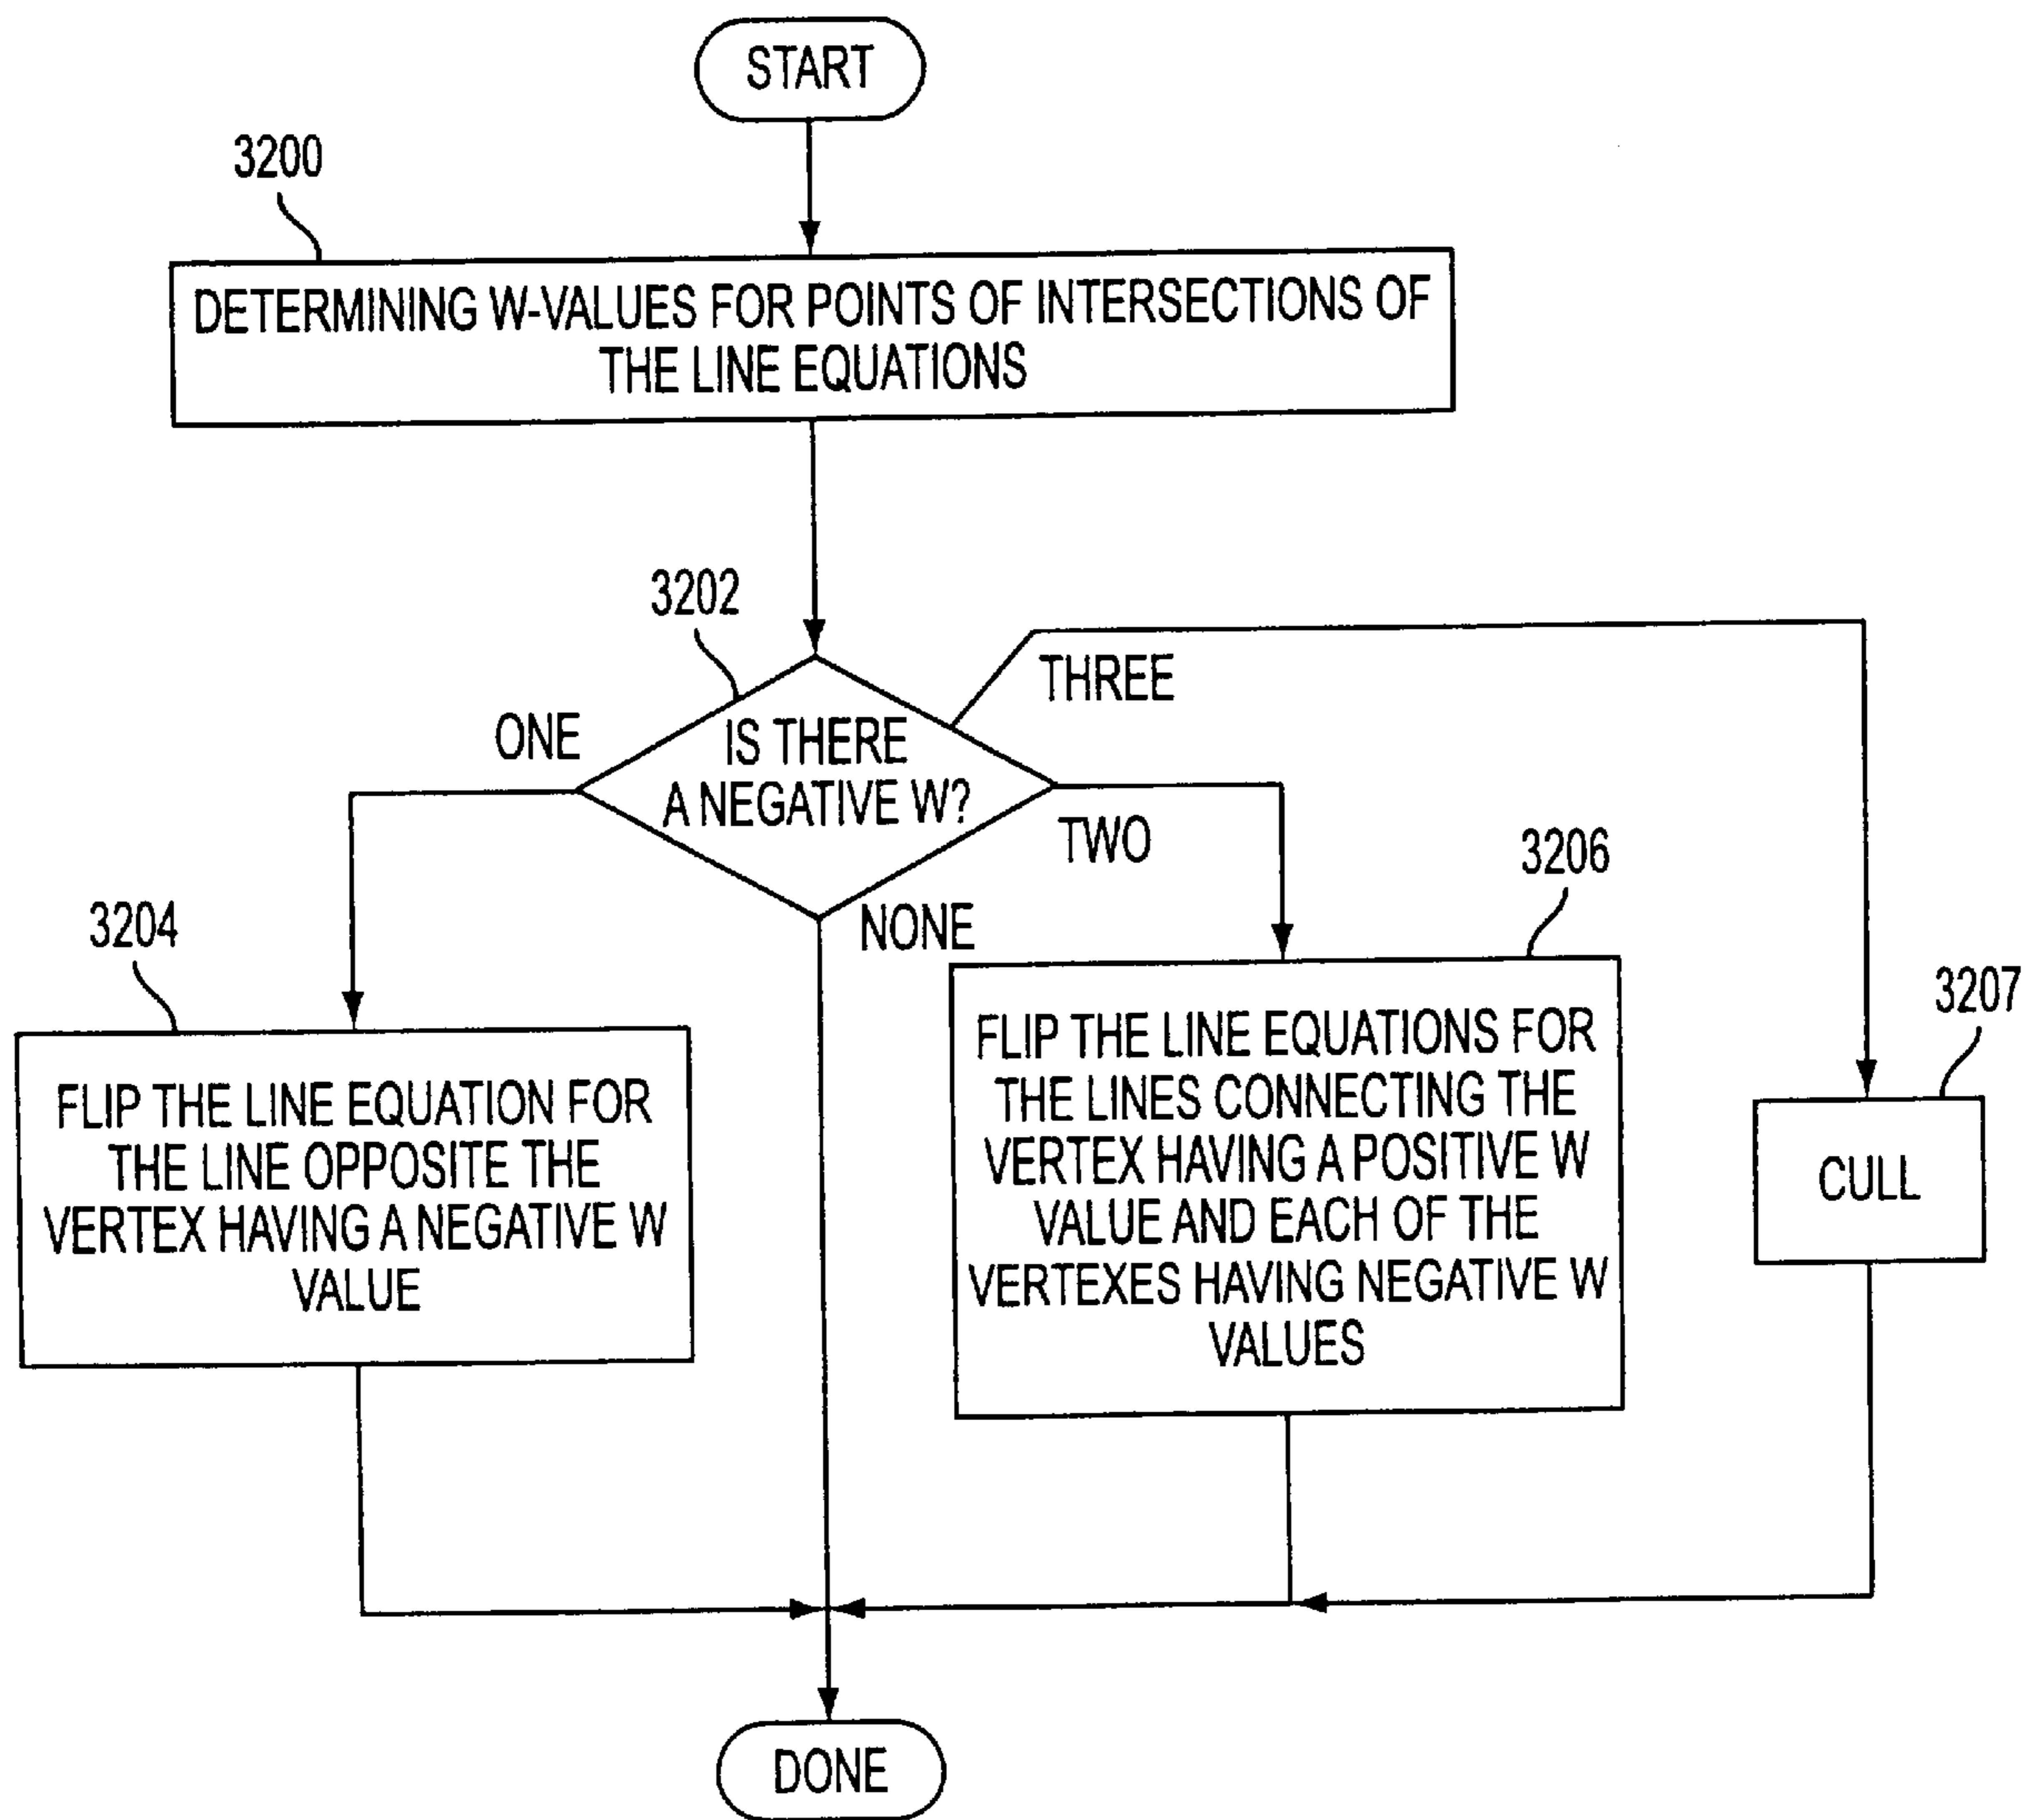 START
3200
DETERMINING W-VALUES FOR POINTS OF INTERSECTIONS OF
THE LINE EQUATIONS
3202
THREE
ONE
IS THERE
A NEGATIVE W?
TWO
NONE
3206
3204
3207
FLIP THE LINE EQUATION FOR
THE LINE OPPOSITE THE
VERTEX HAVING A NEGATIVE W
VALUE
FLIP THE LINE EQUATIONS FOR
THE LINES CONNECTING THE
VERTEX HAVING A POSITIVE W
VALUE AND EACH OF THE
VERTEXES HAVING NEGATIVE W
VALUES
CULL
DONE